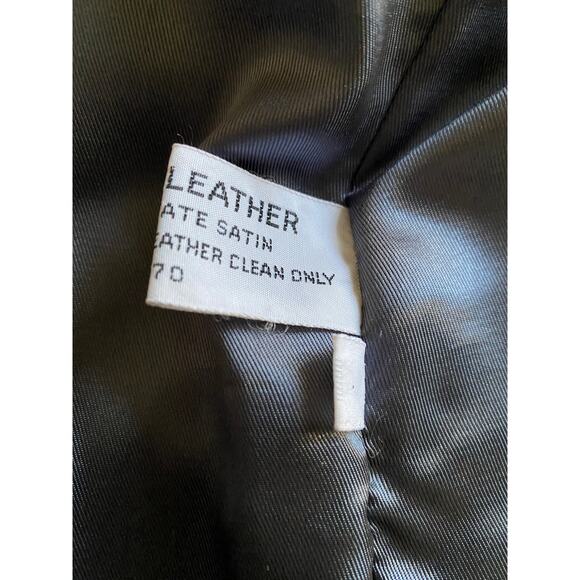 LEATHER
ATE SATIN
EATHER CLEAN ONLY
70